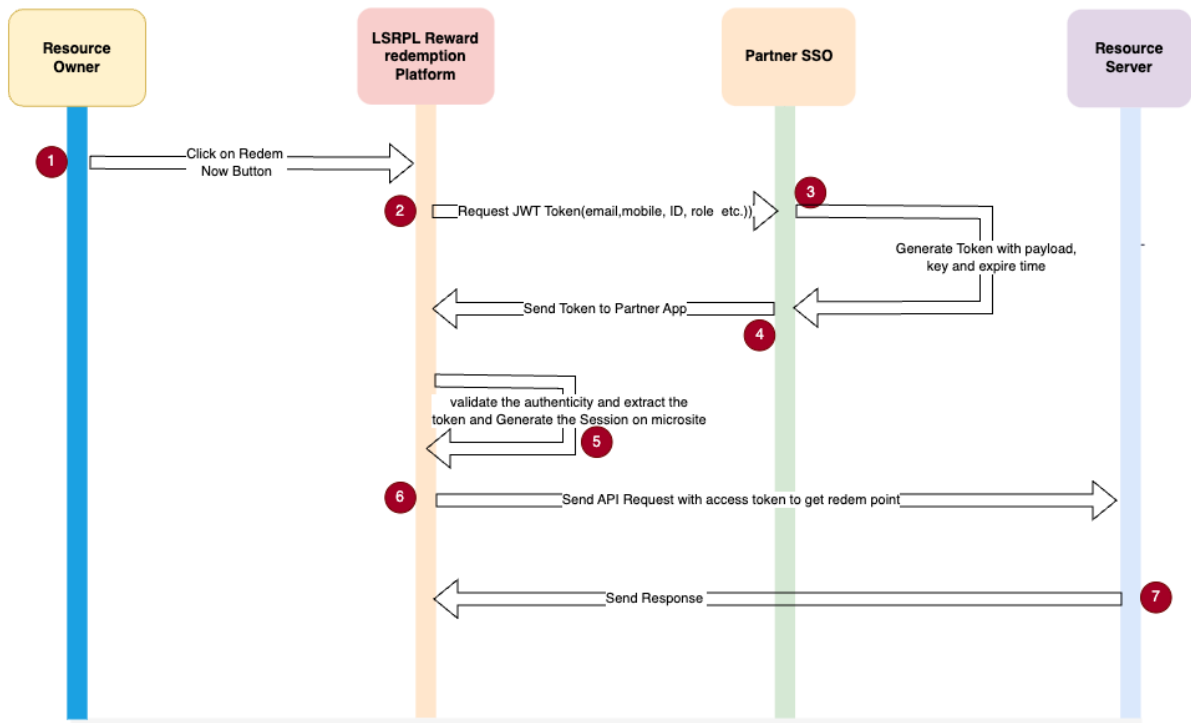 Resource
Owner
LSRPL Reward
redemption
Platform
Partner SSO
Resource
Server
1
Click on Redem
Now Button
2
Request JWT Token(email,mobile, ID, role etc.))
3
Generate Token with payload,
key and expire time
Send Token to Partner App
4
validate the authenticity and extract the
token and Generate the Session on microsite
5
6
Send API Request with access token to get redem point
Send Response
7